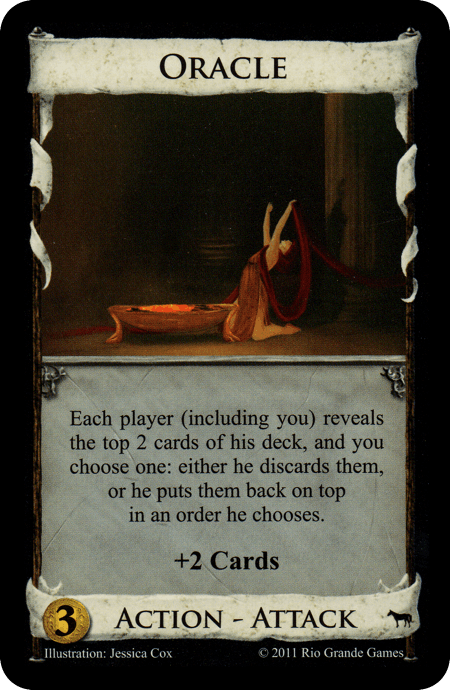 ORACLE
Each player (including you) reveals
the top 2 cards of his deck, and you
choose one: either he discards them,
or he puts them back on top
in an order he chooses.
+2 Cards
3 ACTION - ATTACK
Illustration: Jessica Cox © 2011 Rio Grande Games